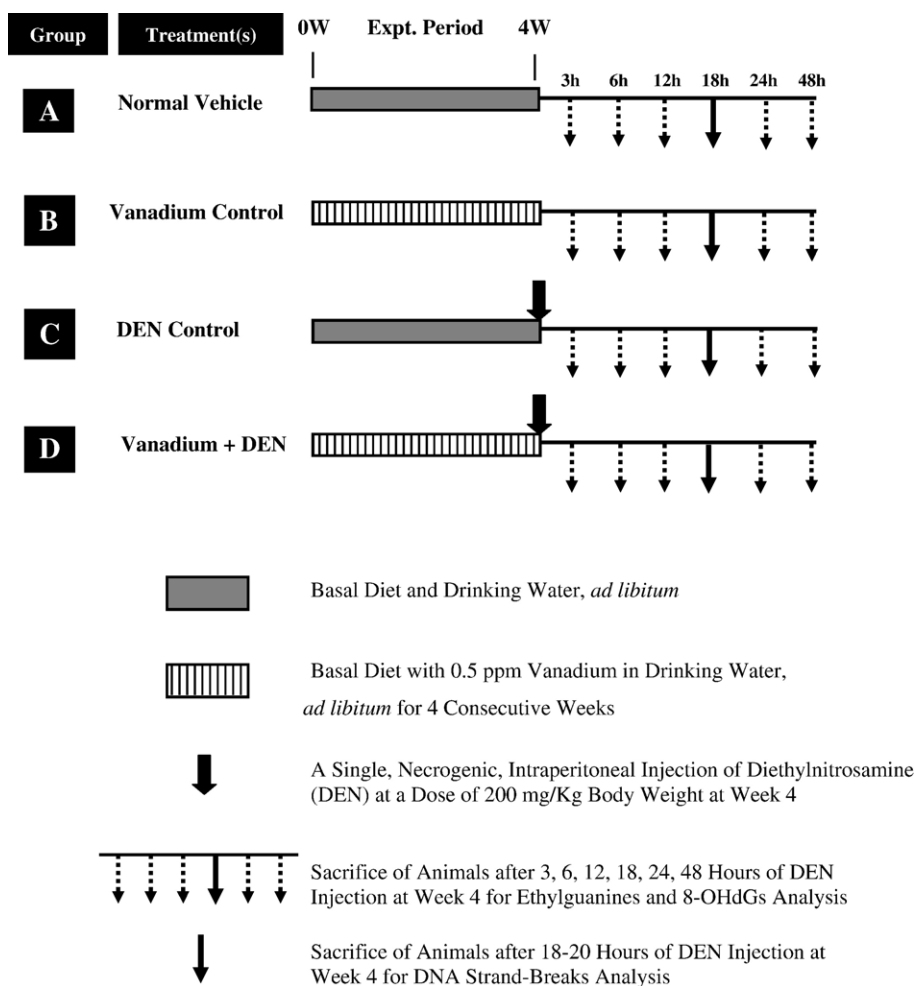 Group Treatment(s) 0W Expt. Period 4W
3h 6h 12h 18h 24h 48h
A Normal Vehicle
B Vanadium Control
C DEN Control
D Vanadium + DEN
Basal Diet and Drinking Water, ad libitum
Basal Diet with 0.5 ppm Vanadium in Drinking Water,
ad libitum for 4 Consecutive Weeks
A Single, Necrogenic, Intraperitoneal Injection of Diethylnitrosamine
(DEN) at a Dose of 200 mg/Kg Body Weight at Week 4
Sacrifice of Animals after 3, 6, 12, 18, 24, 48 Hours of DEN
Injection at Week 4 for Ethylguanines and 8-OHdGs Analysis
Sacrifice of Animals after 18-20 Hours of DEN Injection at
Week 4 for DNA Strand-Breaks Analysis